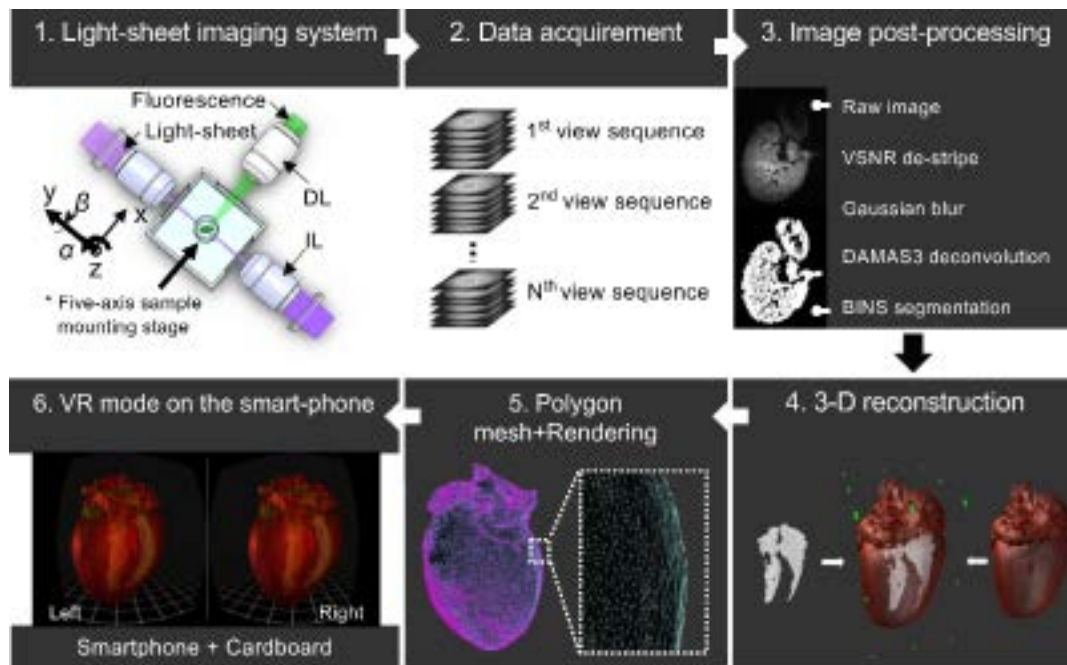 1. Light-sheet imaging system
Fluorescence
Light-sheet
DL
y
β
x
α
z
IL
* Five-axis sample
mounting stage
2. Data acquirement
1st view sequence
2nd view sequence
Nth view sequence
3. Image post-processing
Raw image
VSNR de-stripe
Gaussian blur
DAMAS3 deconvolution
BINS segmentation
4. 3-D reconstruction
5. Polygon
mesh+Rendering
6. VR mode on the smart-phone
Left
Right
Smartphone + Cardboard